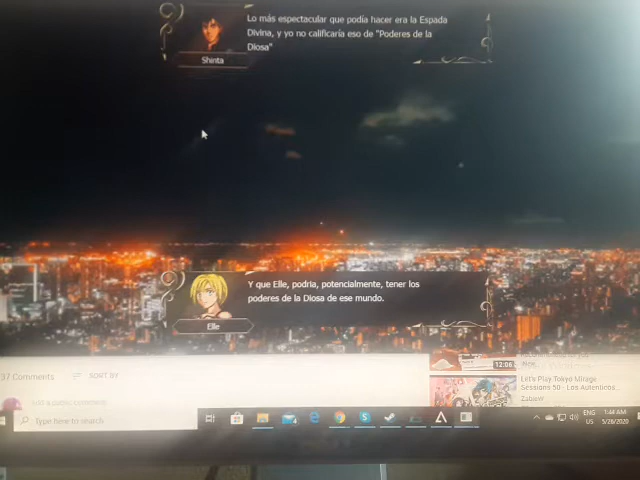 Lo más espectacular que podía hacer era la Espada
Divina, y yo no calificaría eso de "Poderes de la
Diosa"
Shinta
Y que Elle, podria, potencialmente, tener los
poderes de la Diosa de ese mundo.
Elle
37 Comments
SORT BY
12:06
Let's Play Tokyo Mirage
Sessions 50 - Los Autenticos...
Type here to search
ENG
US
1:44 AM
5/28/2020